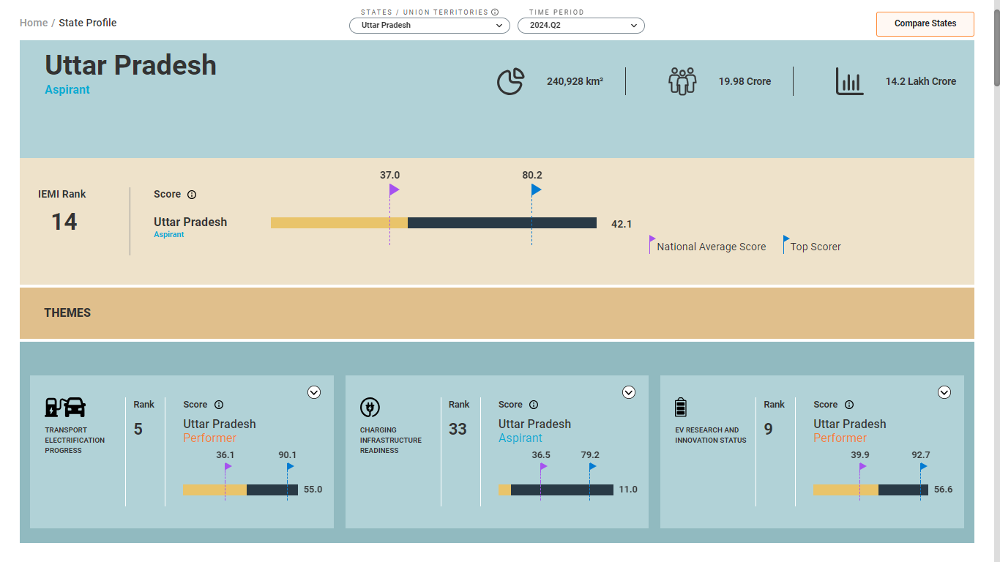 Home / State Profile
STATES / UNION TERRITORIES
Uttar Pradesh
TIME PERIOD
2024.Q2
Compare States
Uttar Pradesh
Aspirant
240,928 km²
19.98 Crore
14.2 Lakh Crore
IEMI Rank
14
Score
37.0
80.2
Uttar Pradesh
Aspirant
42.1
National Average Score
Top Scorer
THEMES
TRANSPORT
ELECTRIFICATION
PROGRESS
Rank
5
Score
Uttar Pradesh
Performer
36.1
90.1
55.0
CHARGING
INFRASTRUCTURE
READINESS
Rank
33
Score
Uttar Pradesh
Aspirant
36.5
79.2
11.0
EV RESEARCH AND
INNOVATION STATUS
Rank
9
Score
Uttar Pradesh
Performer
39.9
92.7
56.6